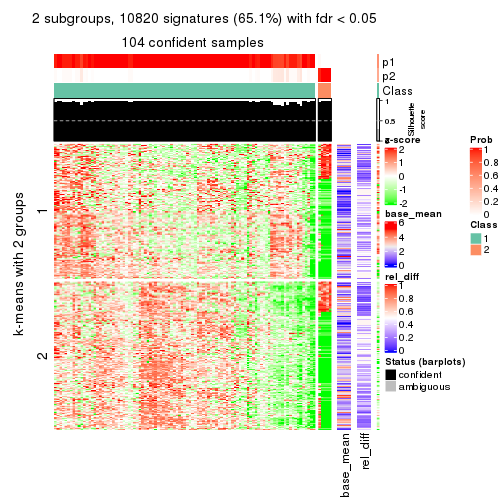 2 subgroups, 10820 signatures (65.1%) with fdr < 0.05
104 confident samples
p1
p2
Class
1
0.5
0
Silhouette
score
k-means with 2 groups
1
2
base_mean
rel_diff
z-score
2
1
0
-1
-2
base_mean
6
4
2
0
rel_diff
1
0.8
0.6
0.4
0.2
0
Status (barplots)
confident
ambiguous
Prob
1
0.8
0.6
0.4
0.2
0
Class
1
2